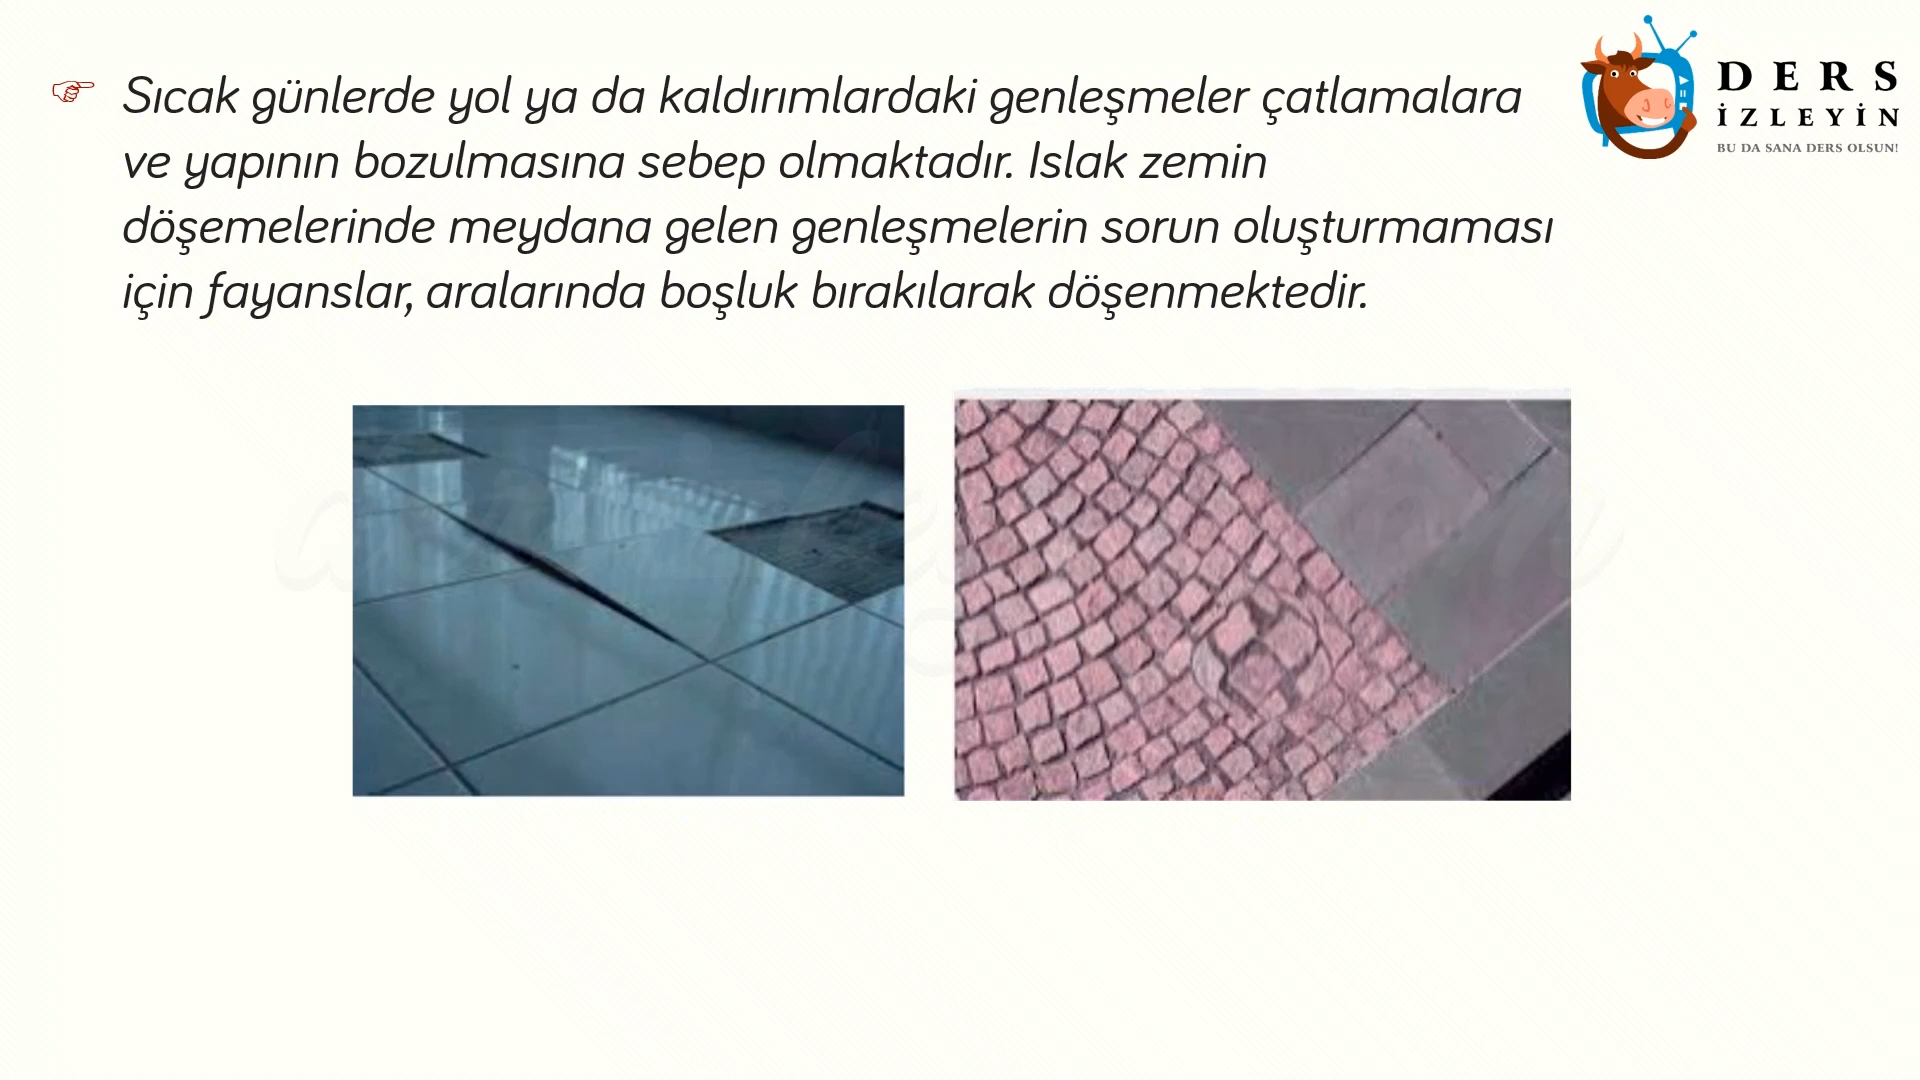 Sıcak günlerde yol ya da kaldırımlardaki genleşmeler çatlamalara
ve yapının bozulmasına sebep olmaktadır. Islak zemin
döşemelerinde meydana gelen genleşmelerin sorun oluşturmaması
için fayanslar, aralarında boşluk bırakılarak döşenmektedir.
DERS
İZLEYİN
BU DA SANA DERS OLSUN!